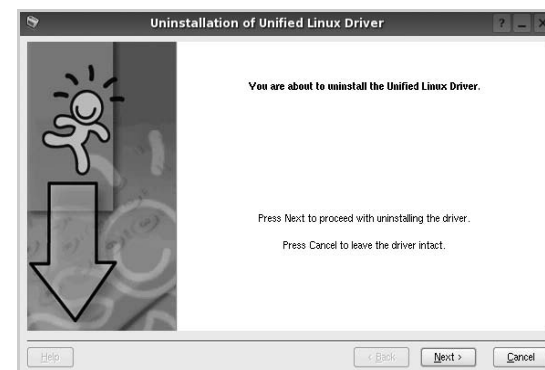 Uninstallation of Unified Linux Driver
You are about to uninstall the Unified Linux Driver.
Press Next to proceed with uninstalling the driver.
Press Cancel to leave the driver intact.
Help
< Back
Next >
Cancel